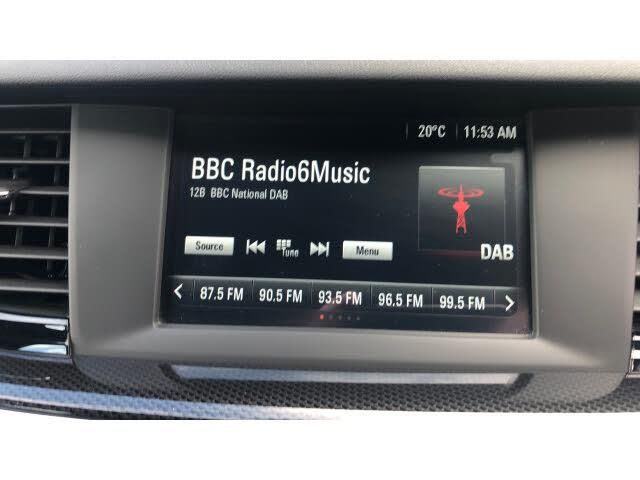 20°C 11:53 AM
BBC Radio6Music
12B BBC National DAB
DAB
Source Tune Menu
87.5 FM 90.5 FM 93.5 FM 96.5 FM 99.5 FM